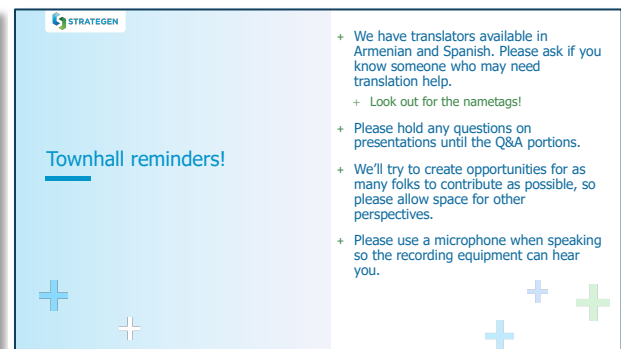 STRATEGEN
Townhall reminders!
+ We have translators available in
Armenian and Spanish. Please ask if you
know someone who may need
translation help.
+ Look out for the nametags!
+ Please hold any questions on
presentations until the Q&A portions.
+ We'll try to create opportunities for as
many folks to contribute as possible, so
please allow space for other
perspectives.
+ Please use a microphone when speaking
so the recording equipment can hear
you.